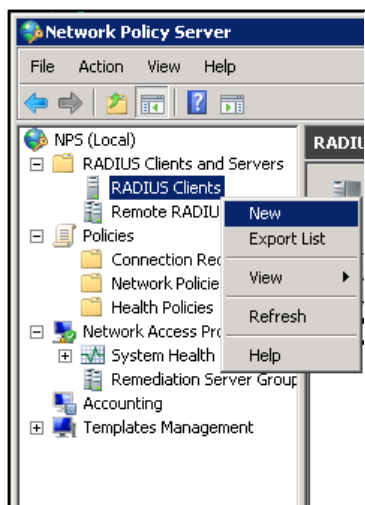 Network Policy Server
File Action View Help
NPS (Local)
RADIUS Clients and Servers
RADIUS Clients
Remote RADIU
Policies
Connection Rec
Network Policie
Health Policies
Network Access Pro
System Health
Remediation Server Group
Accounting
Templates Management
RADIU
New
Export List
View
Refresh
Help